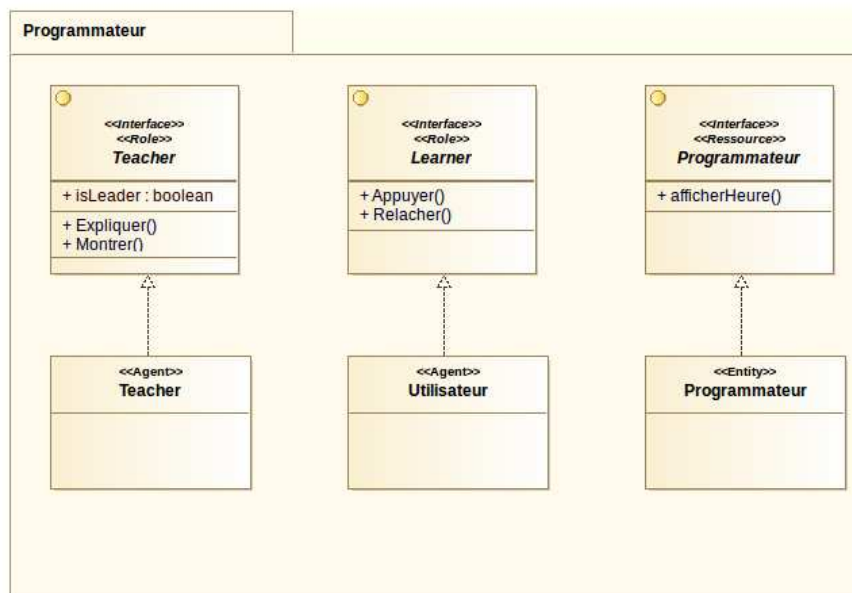 Programmateur
<<Interface>>
<<Role>>
Teacher
+ isLeader : boolean
+ Expliquer()
+ Montrer()
<<Interface>>
<<Role>>
Learner
+ Appuyer()
+ Relacher()
<<Interface>>
<<Ressource>>
Programmateur
+ afficherHeure()
<<Agent>>
Teacher
<<Agent>>
Utilisateur
<<Entity>>
Programmateur